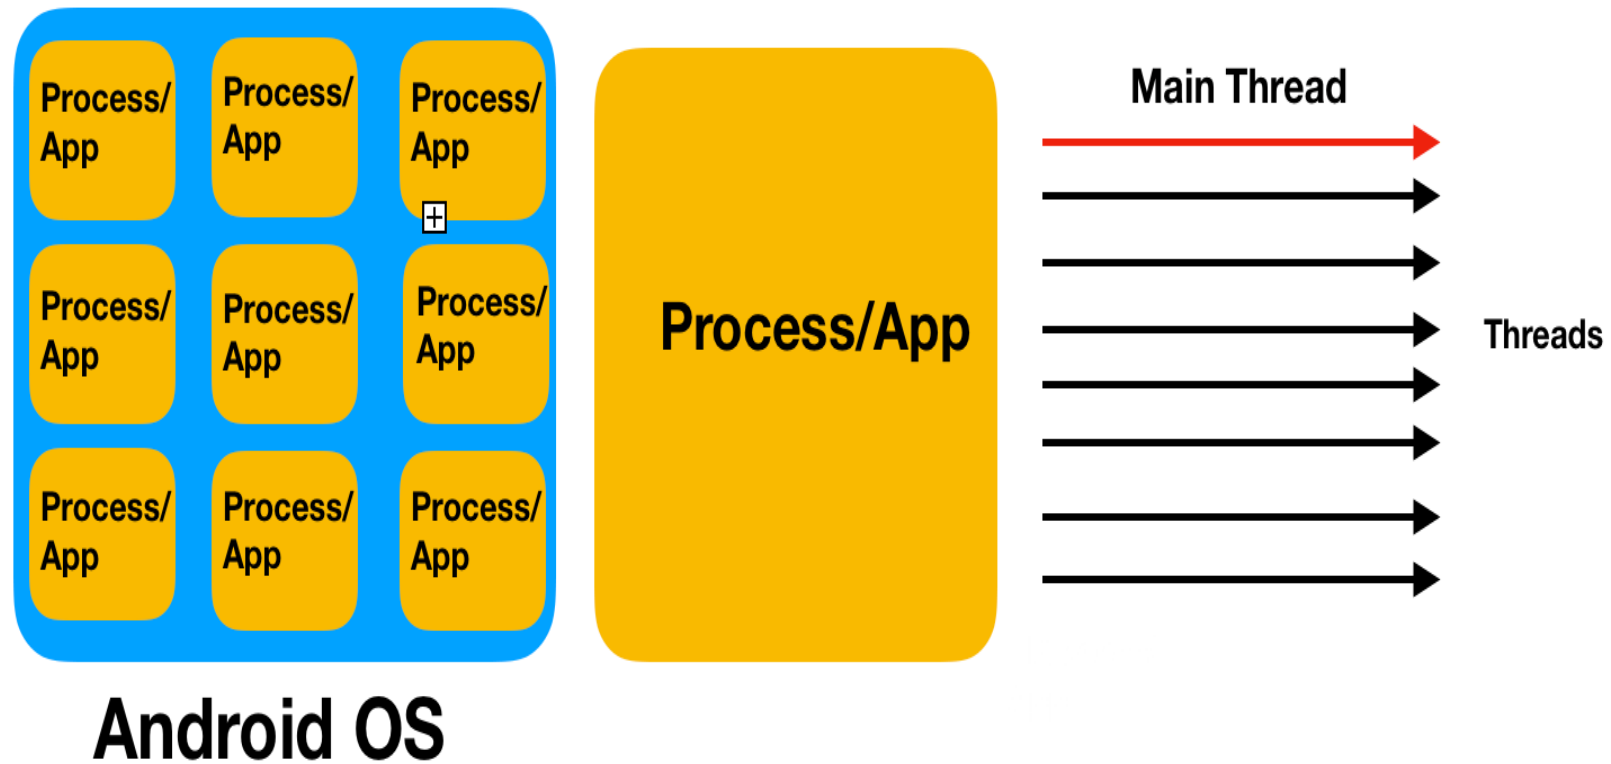 Process/
App
Process/
App
Process/
App
Process/
App
Process/
App
Process/
App
Process/
App
Process/
App
Process/
App
Android OS
Process/App
Main Thread
Threads